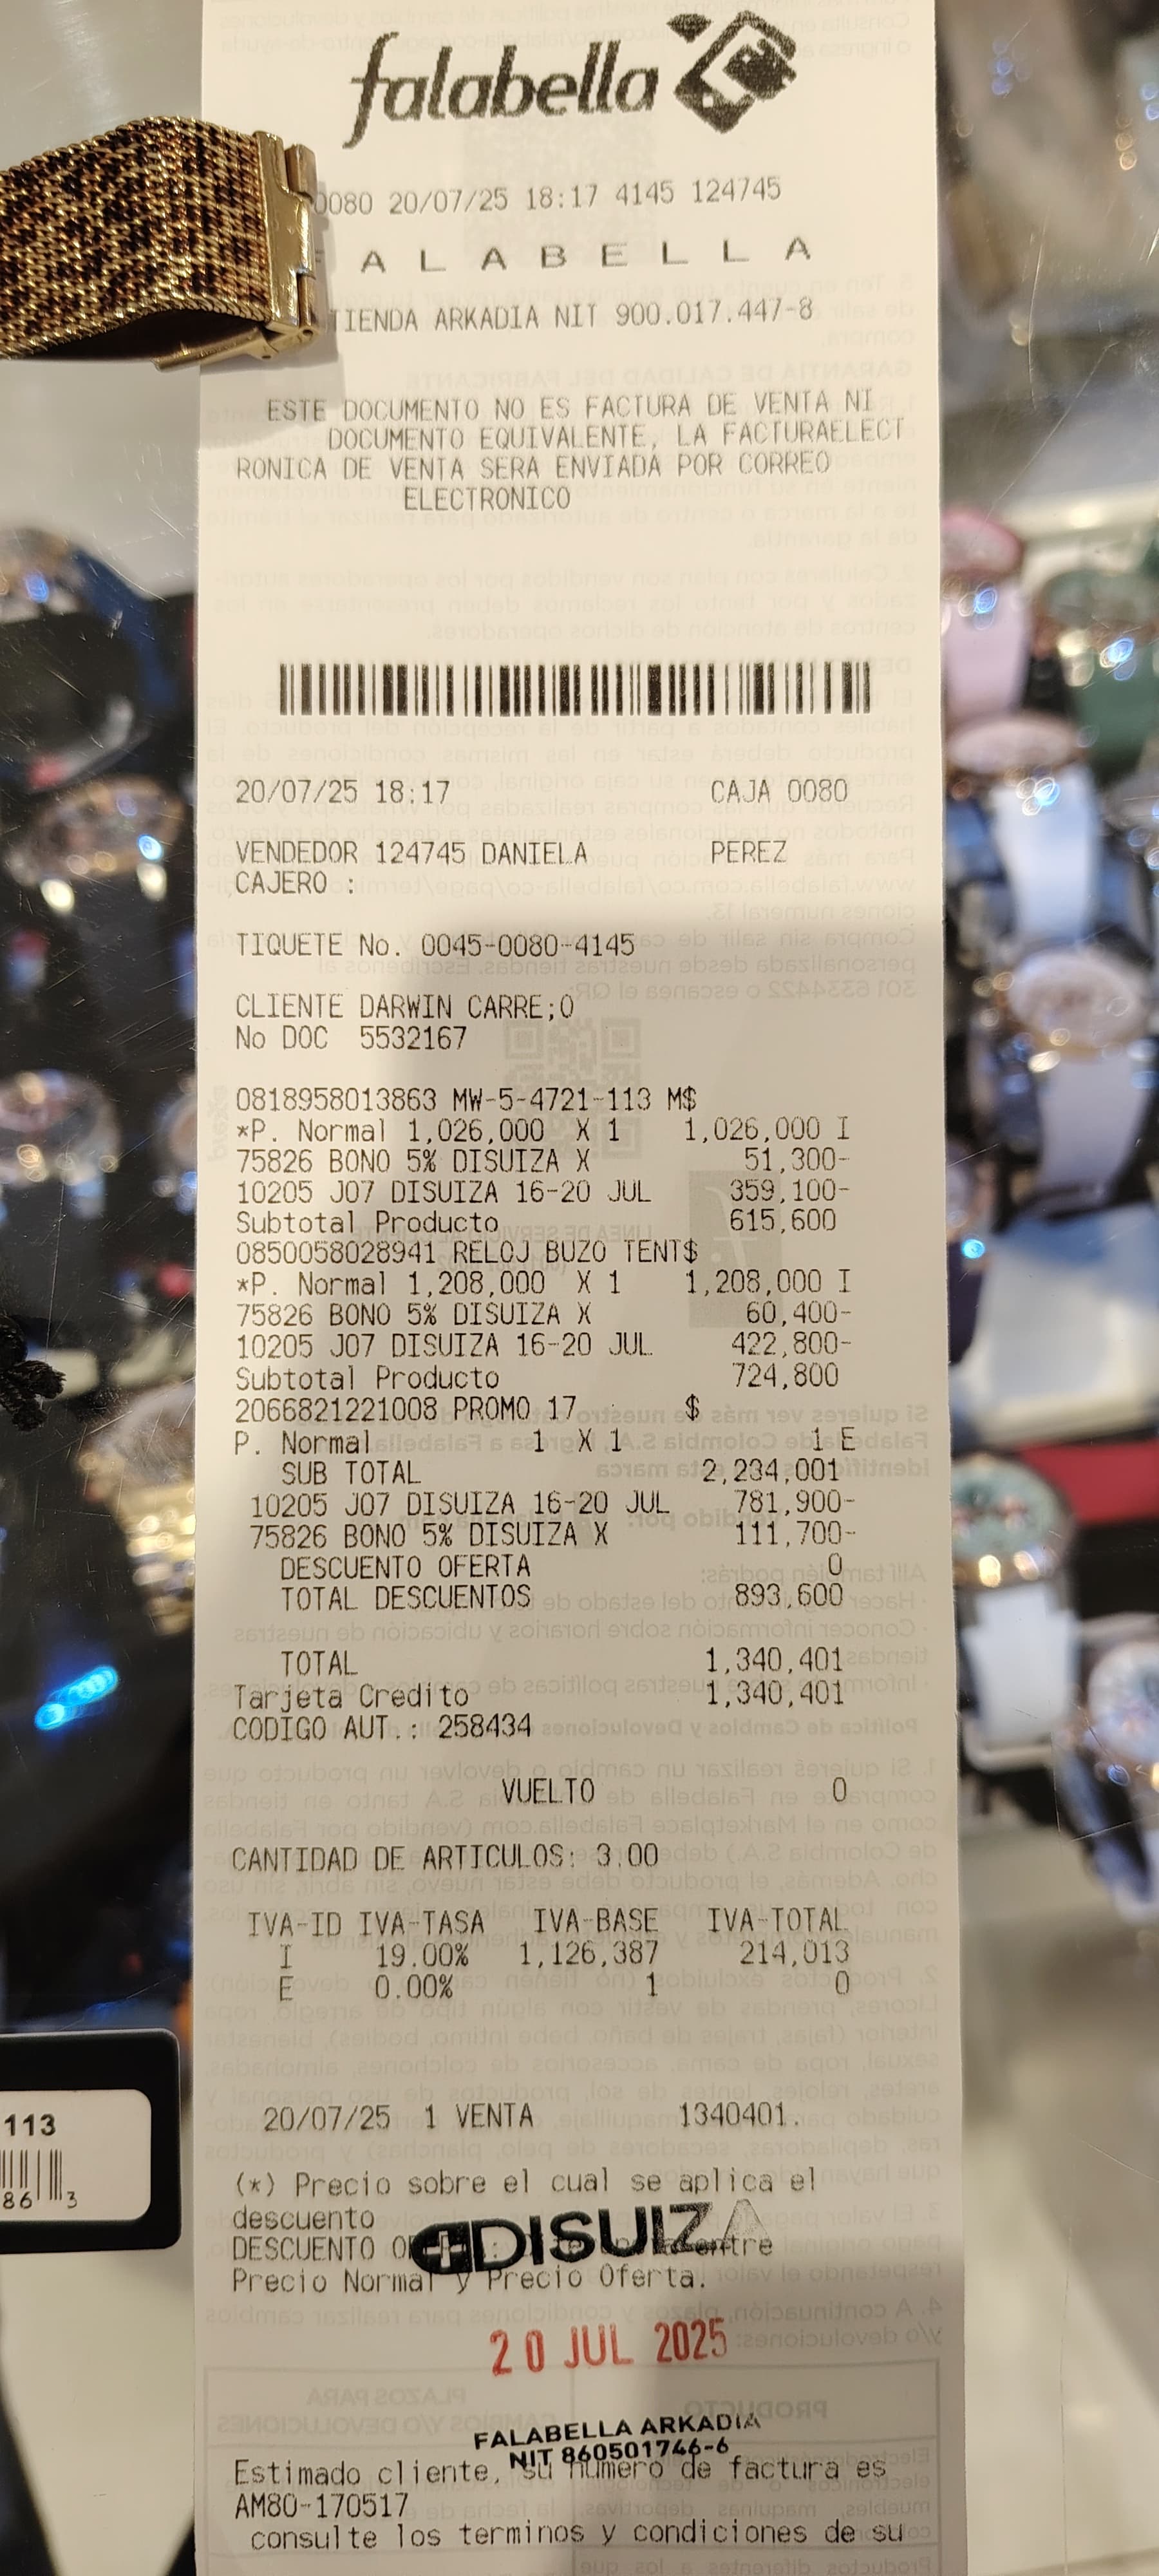 falabella
0080 20/07/25 18:17 4145 124745
A L A B E L L A
TIENDA ARKADIA NIT 900.017.447-8
ESTE DOCUMENTO NO ES FACTURA DE VENTA NI
DOCUMENTO EQUIVALENTE, LA FACTURAELECT
RONICA DE VENTA SERA ENVIADA POR CORREO
ELECTRONICO
20/07/25 18:17 CAJA 0080
VENDEDOR 124745 DANIELA PEREZ
CAJERO :
TIQUETE No. 0045-0080-4145
CLIENTE DARWIN CARRE;O
No DOC 5532167
0818958013863 MW-5-4721-113 M$
*P. Normal 1,026,000 X 1 1,026,000 I
75826 BONO 5% DISUIZA X 51,300-
10205 J07 DISUIZA 16-20 JUL 359,100-
Subtotal Producto 615,600
0850058028941 RELOJ BUZO TENT$
*P. Normal 1,208,000 X 1 1,208,000 I
75826 BONO 5% DISUIZA X 60,400-
10205 J07 DISUIZA 16-20 JUL 422,800-
Subtotal Producto 724,800
2066821221008 PROMO 17 $
P. Normal 1 X 1 1 E
SUB TOTAL 2,234,001
10205 J07 DISUIZA 16-20 JUL 781,900-
75826 BONO 5% DISUIZA X 111,700-
DESCUENTO OFERTA 0
TOTAL DESCUENTOS 893,600
TOTAL 1,340,401
Tarjeta Credito 1,340,401
CODIGO AUT.: 258434
VUELTO 0
CANTIDAD DE ARTICULOS: 3.00
IVA-ID IVA-TASA IVA-BASE IVA-TOTAL
I 19.00% 1,126,387 214,013
E 0.00% 1 0
20/07/25 1 VENTA 1340401.
113
86 3
(*) Precio sobre el cual se aplica el
descuento
DISUIZA
DESCUENTO
Precio Normal y Precio Oferta.
20 JUL 2025
FALABELLA ARKADIA
NIT 860501746-6
Estimado cliente, su numero de factura es
AM80-170517
consulte los terminos y condiciones de su